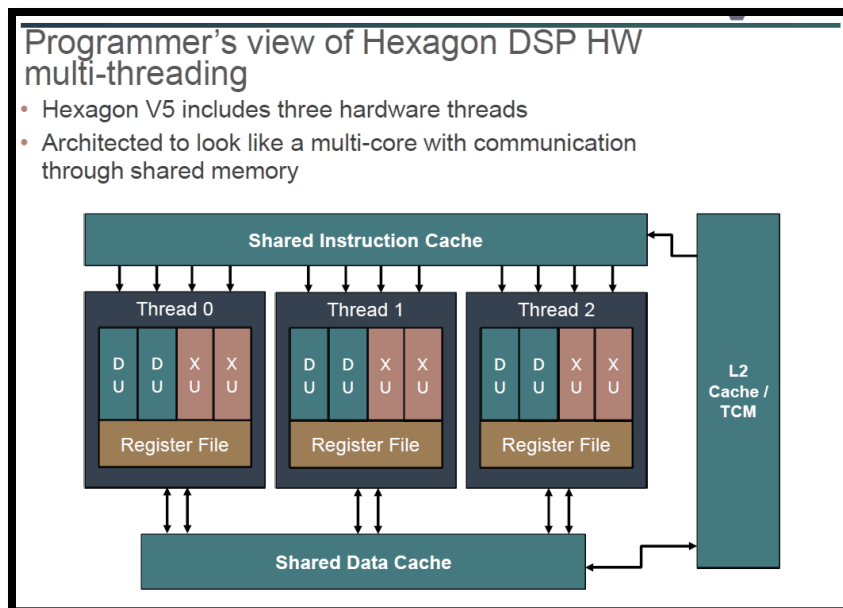 Programmer's view of Hexagon DSP HW
multi-threading
• Hexagon V5 includes three hardware threads
• Architected to look like a multi-core with communication
through shared memory
Shared Instruction Cache
Thread 0
D U
D U
X U
X U
Register File
Thread 1
D U
D U
X U
X U
Register File
Thread 2
D U
D U
X U
X U
Register File
L2
Cache /
TCM
Shared Data Cache